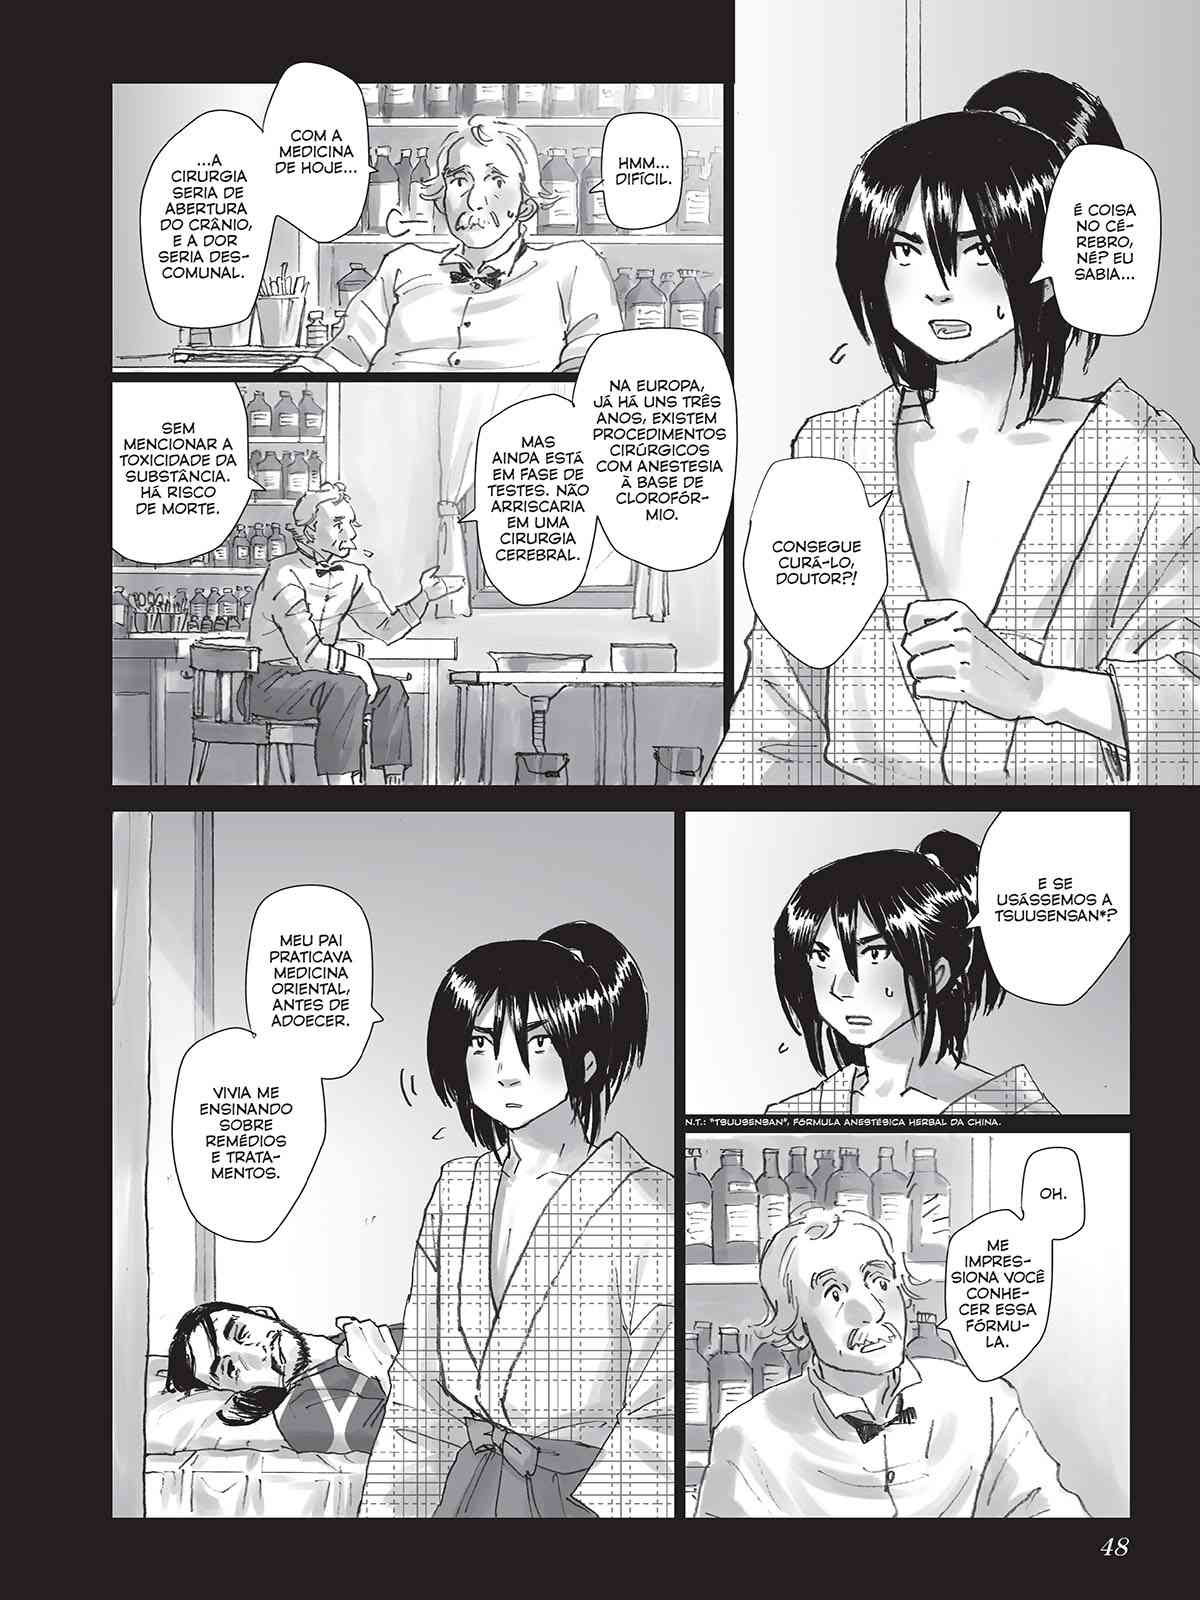 É COISA
NO CÉ-
REBRO,
NÉ? EU
SABIA...
CONSEGUE
CURÁ-LO,
DOUTOR?!
HMM...
DIFÍCIL.
COM A
MEDICINA
DE HOJE...
...A
CIRURGIA
SERIA DE
ABERTURA
DO CRÂNIO,
E A DOR
SERIA DES-
COMUNAL.
NA EUROPA,
JÁ HÁ UNS TRÊS
ANOS, EXISTEM
PROCEDIMENTOS
CIRÚRGICOS
COM ANESTESIA
À BASE DE
CLOROFÓR-
MIO.
MAS
AINDA ESTÁ
EM FASE DE
TESTES. NÃO
ARRISCARIA
EM UMA
CIRURGIA
CEREBRAL.
SEM
MENCIONAR A
TOXICIDADE DA
SUBSTÂNCIA.
HÁ RISCO
DE MORTE.
E SE
USÁSSEMOS A
TSUUSENSAN*?
N.T.: "TSUUSENSAN", FÓRMULA ANESTÉSICA HERBAL DA CHINA.
OH.
ME
IMPRES-
SIONA VOCÊ
CONHE-
CER ESSA
FÓRMU-
LA.
MEU PAI
PRATICAVA
MEDICINA
ORIENTAL,
ANTES DE
ADOECER.
VIVIA ME
ENSINANDO
SOBRE
REMÉDIOS
E TRATA-
MENTOS.
48